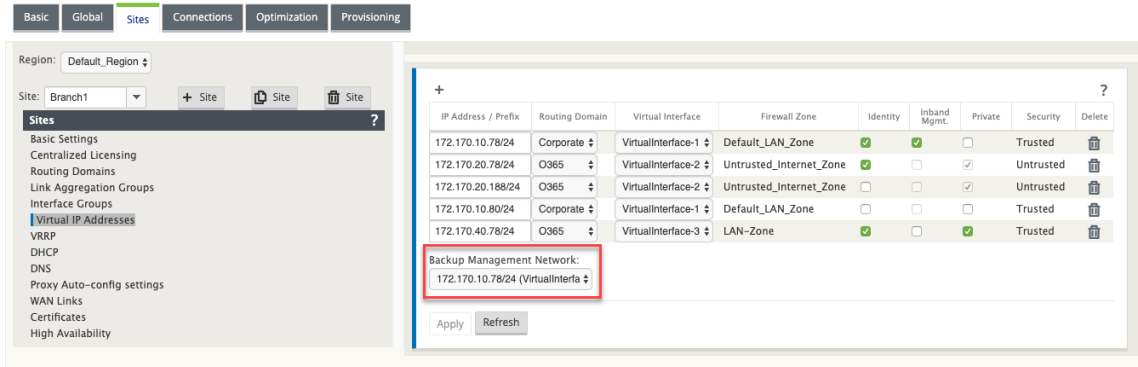 Basic Global Sites Connections Optimization Provisioning
Region: Default_Region
Site: Branch1 + Site Site Site
Sites ?
Basic Settings
Centralized Licensing
Routing Domains
Link Aggregation Groups
Interface Groups
Virtual IP Addresses
VRRP
DHCP
DNS
Proxy Auto-config settings
WAN Links
Certificates
High Availability
+ ?
IP Address / Prefix Routing Domain Virtual Interface Firewall Zone Identity Inband Mgmt. Private Security Delete
172.170.10.78/24 Corporate VirtualInterface-1 Default_LAN_Zone Trusted
172.170.20.78/24 O365 VirtualInterface-2 Untrusted_Internet_Zone Untrusted
172.170.20.188/24 O365 VirtualInterface-2 Untrusted_Internet_Zone Untrusted
172.170.10.80/24 Corporate VirtualInterface-1 Default_LAN_Zone Trusted
172.170.40.78/24 O365 VirtualInterface-3 LAN-Zone Trusted
Backup Management Network:
172.170.10.78/24 (VirtualInterfa
Apply Refresh